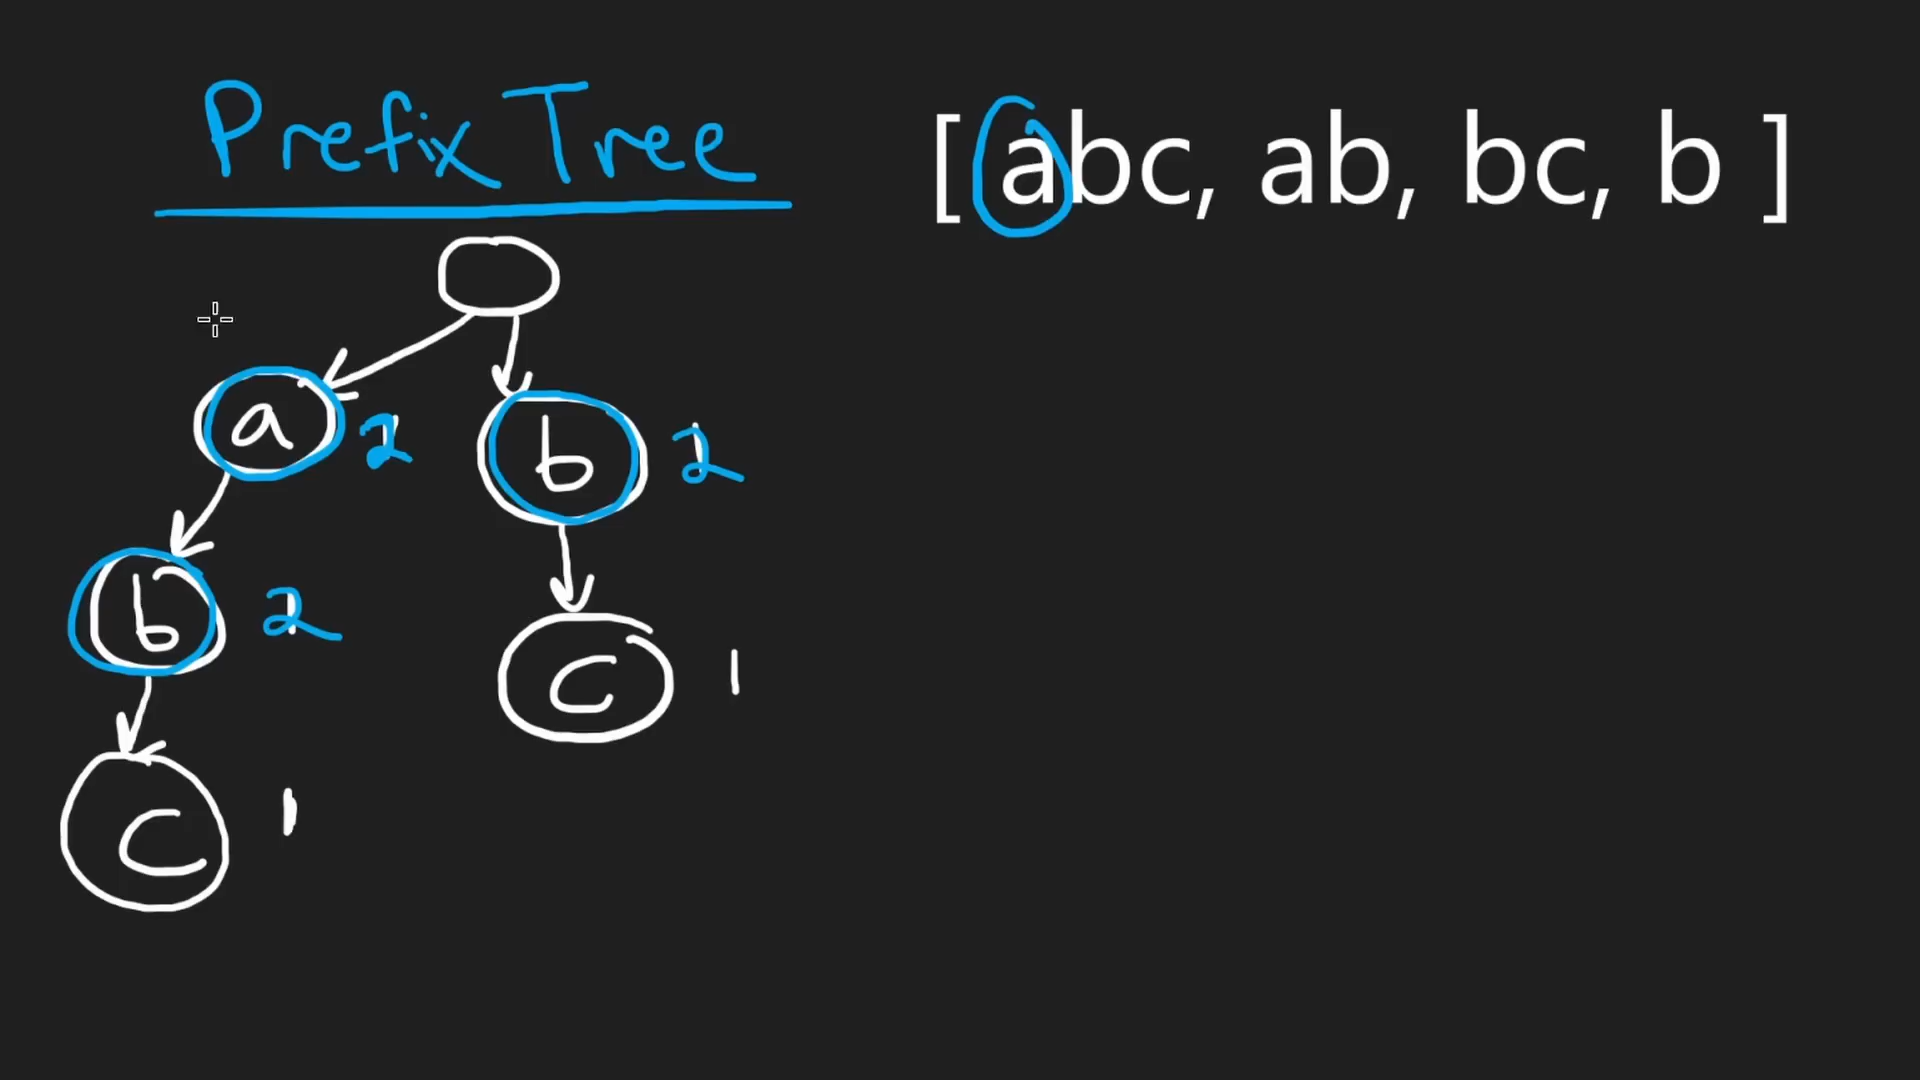 Prefix Tree
[ abc, ab, bc, b ]
a 2
b 2
b 2
c 1
c 1